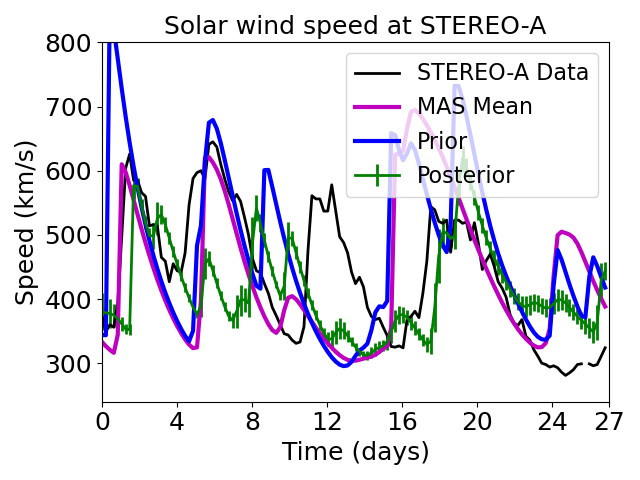 Solar wind speed at STEREO-A
800
700
600
500
400
300
Speed (km/s)
STEREO-A Data
MAS Mean
Prior
Posterior
0 4 8 12 16 20 24 27
Time (days)